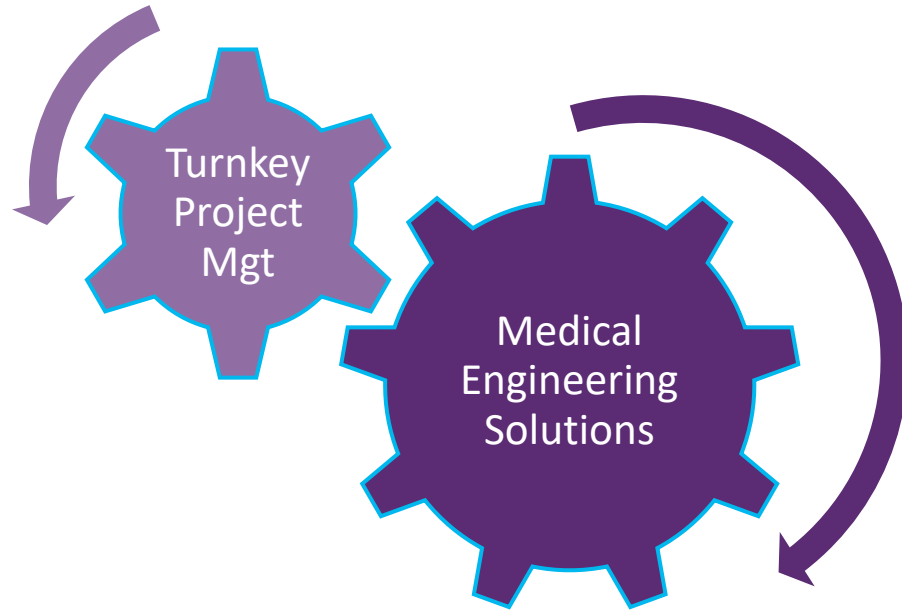 Turnkey
Project
Mgt
Medical
Engineering
Solutions